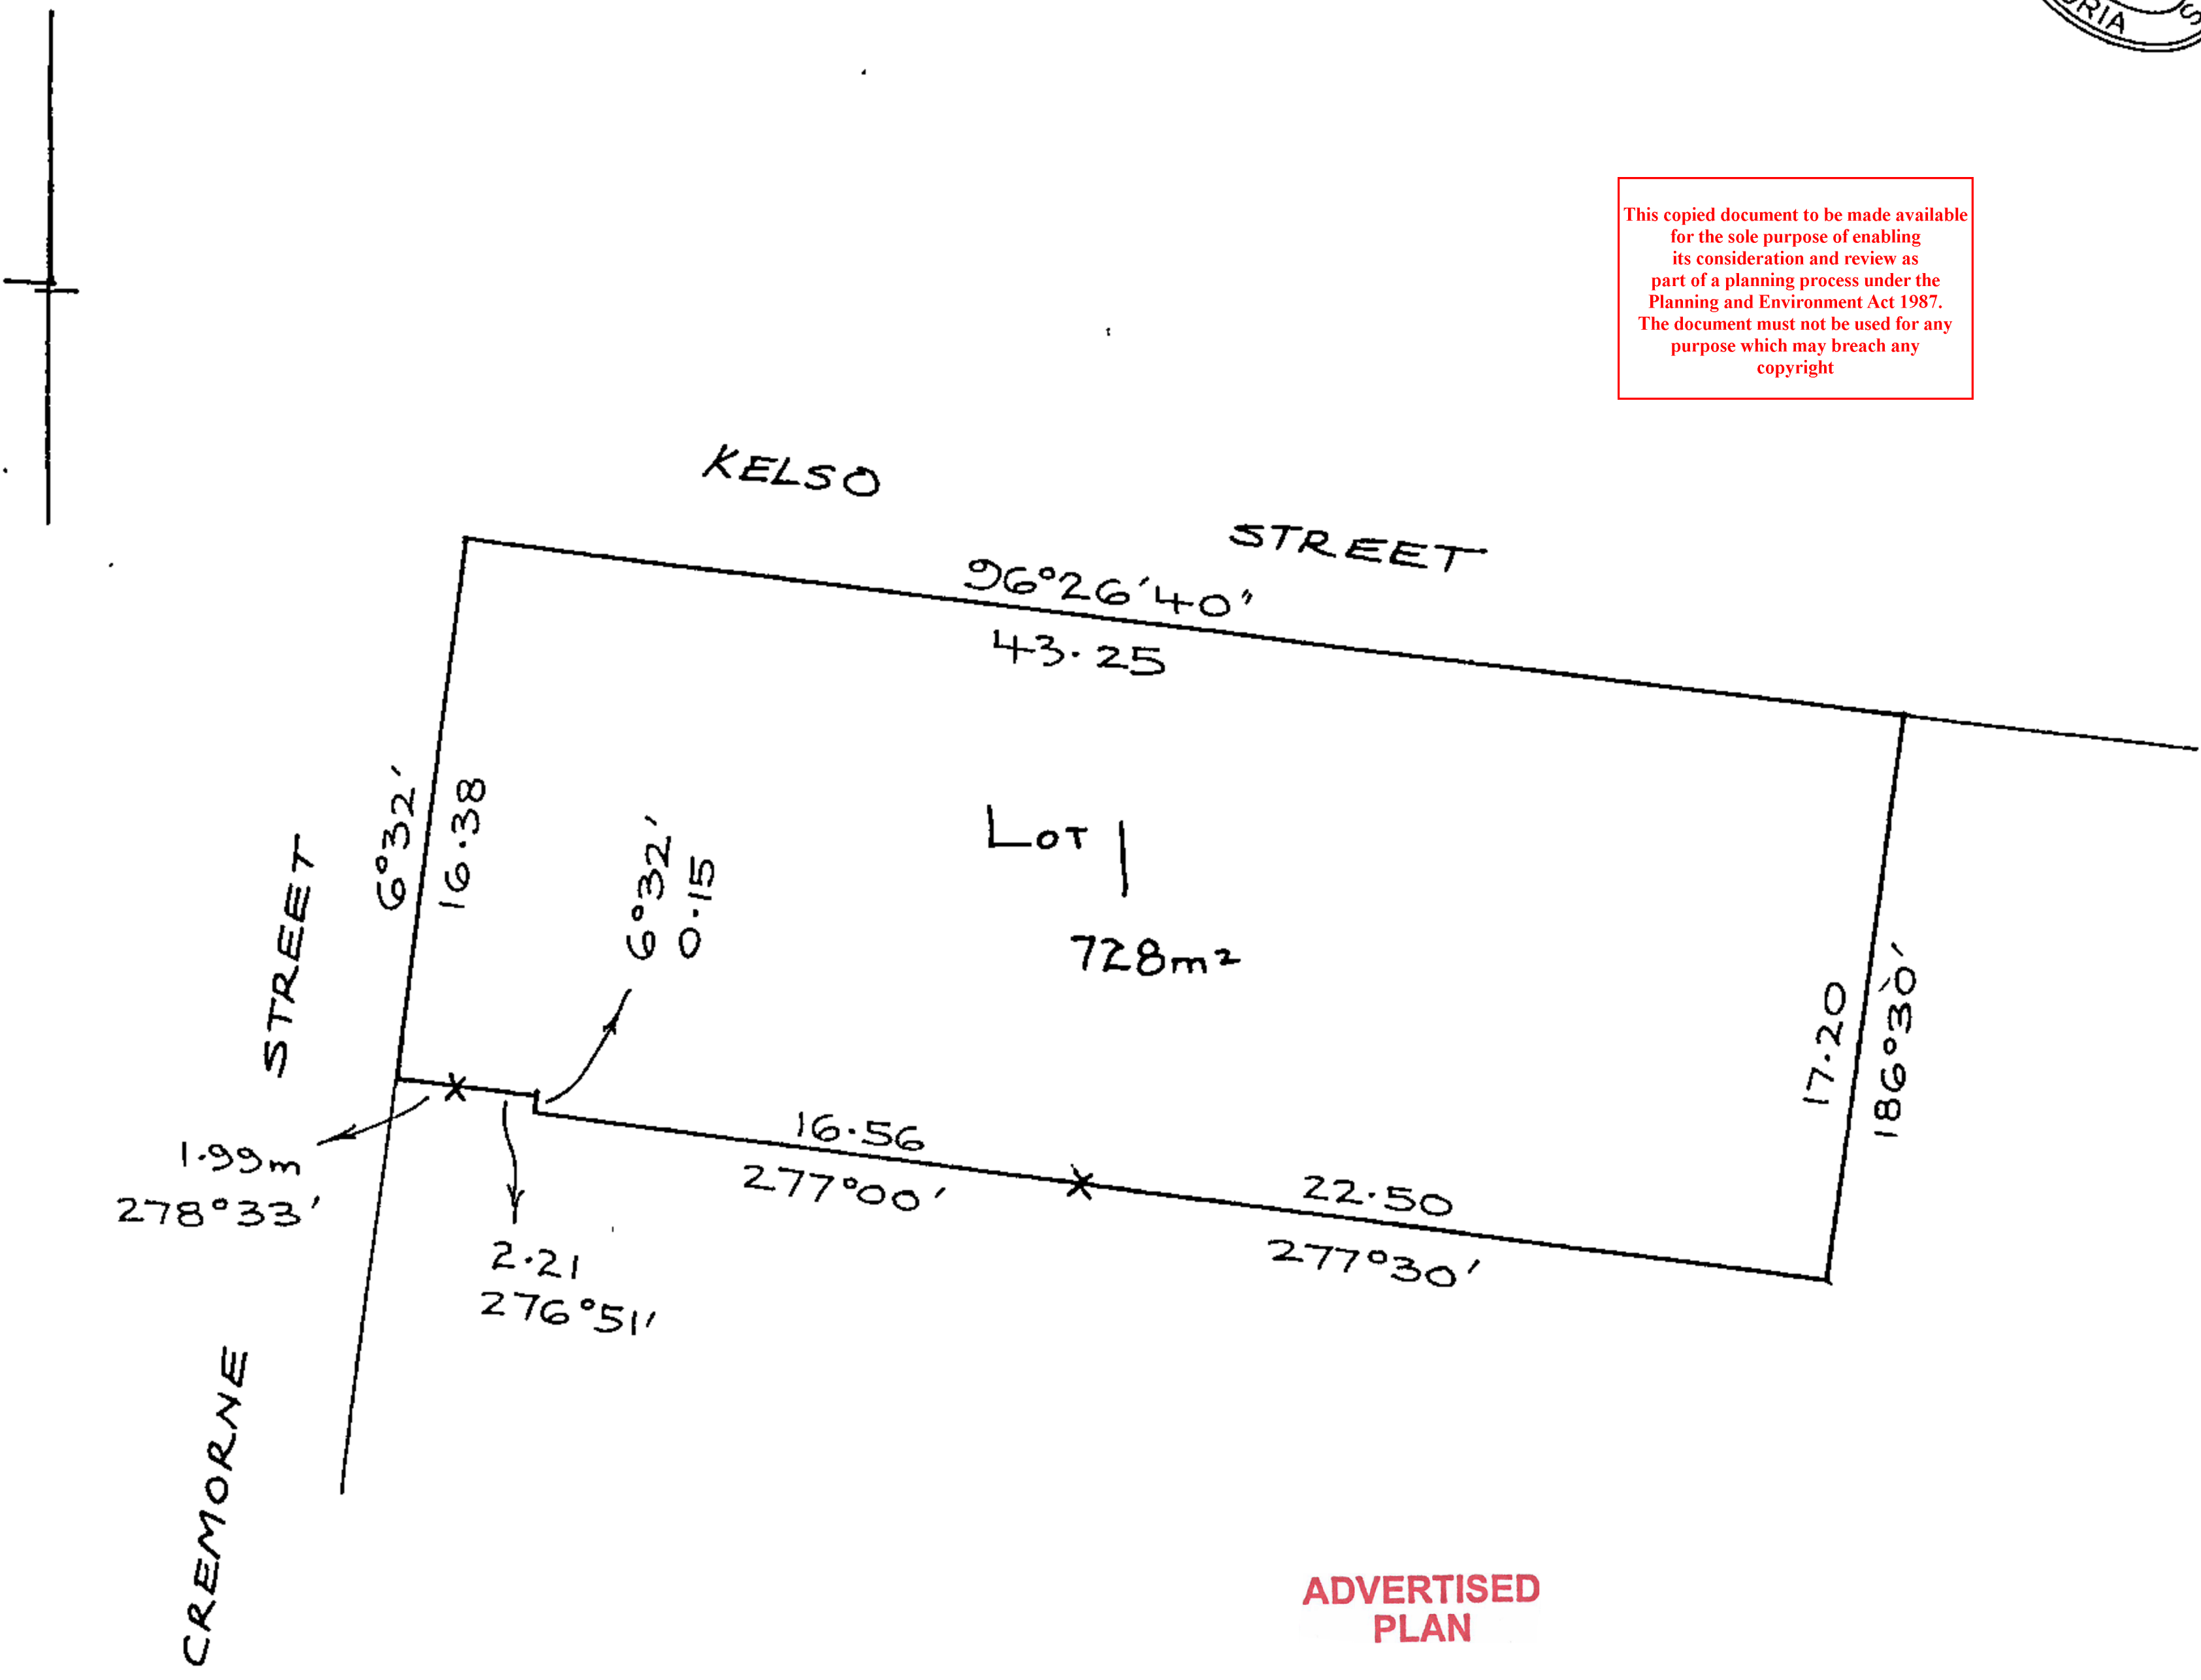 ORIA
This copied document to be made available
for the sole purpose of enabling
its consideration and review as
part of a planning process under the
Planning and Environment Act 1987.
The document must not be used for any
purpose which may breach any
copyright
KELSO STREET
96°26'40"
43.25
6°32'
16.38
6°32'
0.15
LOT 1
728m²
17.20
186°30'
CREMORNE STREET
1.99m
278°33'
2.21
276°51'
16.56
277°00'
22.50
277°30'
ADVERTISED
PLAN